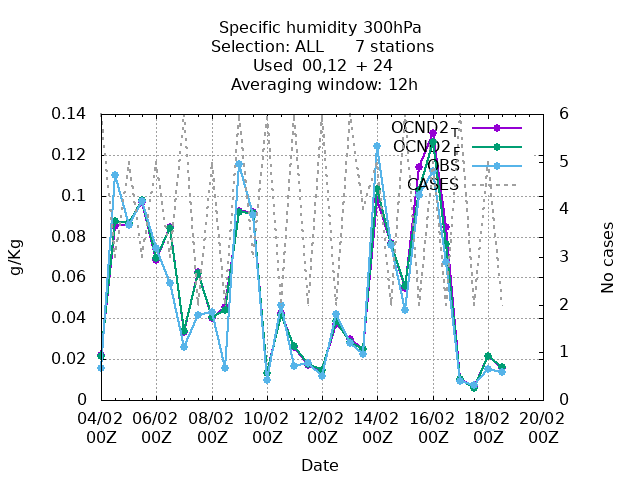 Specific humidity 300hPa
Selection: ALL 7 stations
Used 00,12 + 24
Averaging window: 12h
0.14
0.12
0.1
0.08
0.06
0.04
0.02
0
g/Kg
6
5
4
3
2
1
0
No cases
OCND2T
OCND2F
OBS
CASES
04/02 06/02 08/02 10/02 12/02 14/02 16/02 18/02 20/02
00Z 00Z 00Z 00Z 00Z 00Z 00Z 00Z 00Z
Date